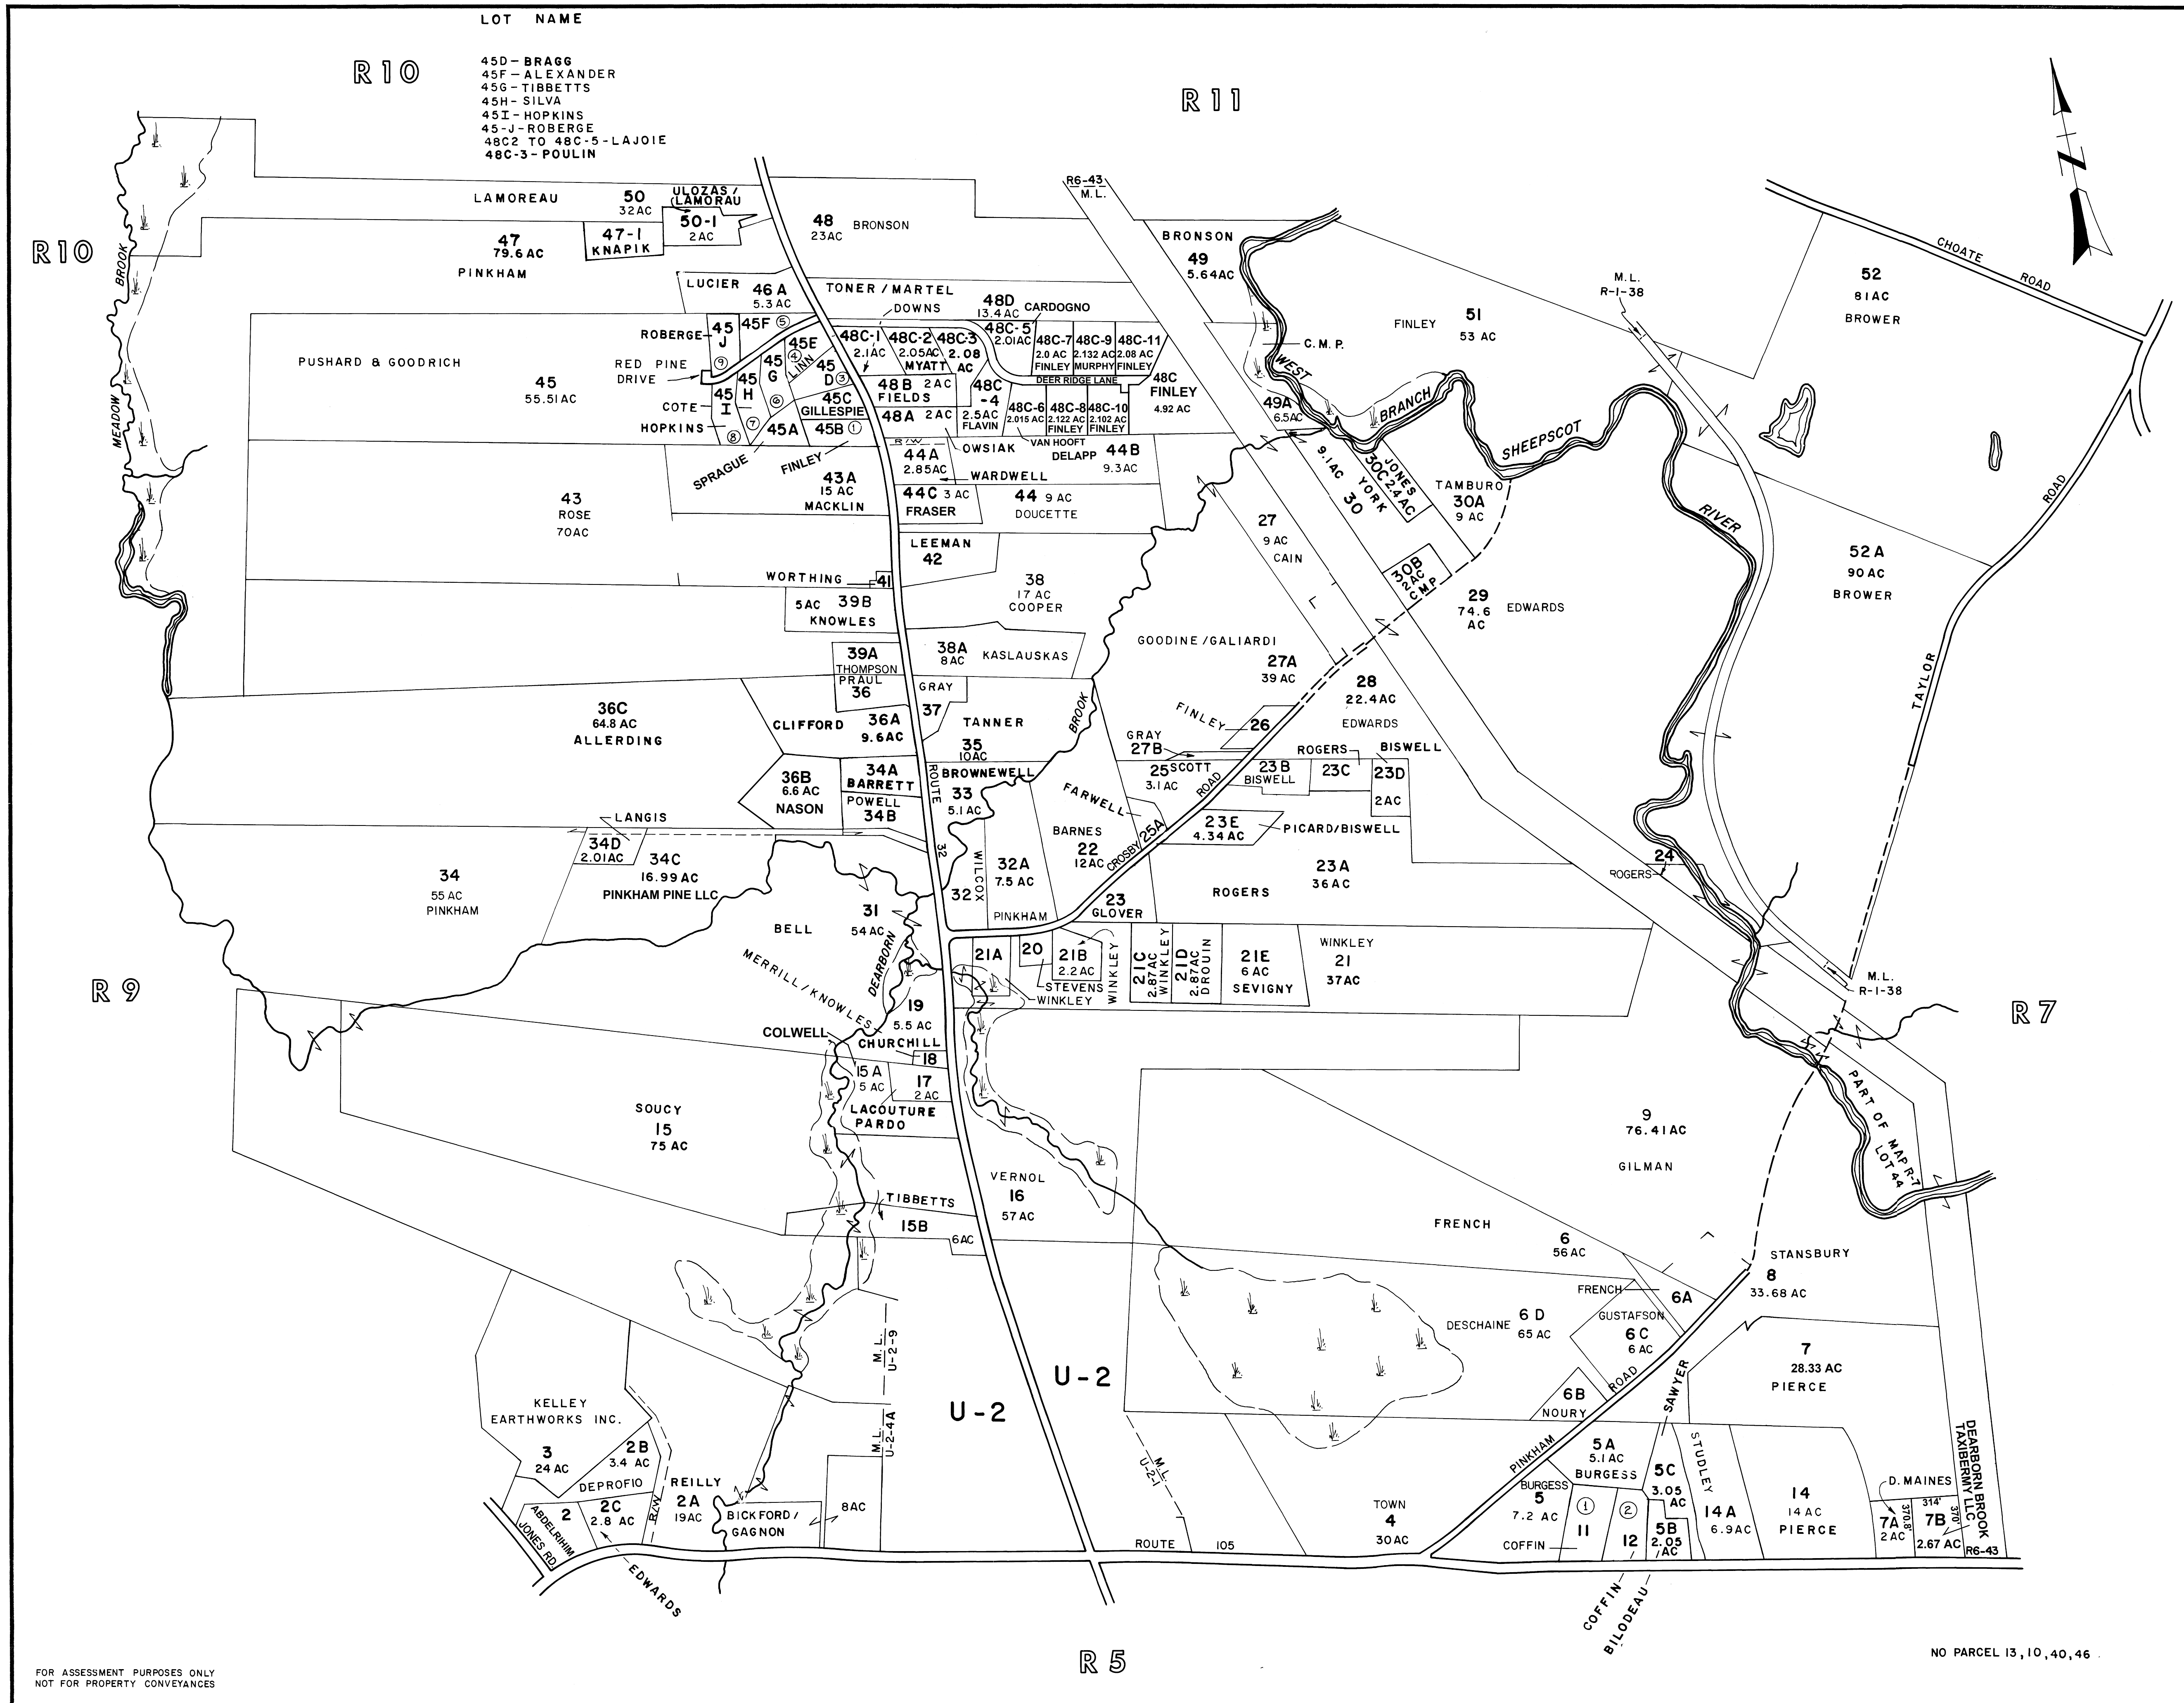 LOT NAME
45D-BRAGG
45F-ALEXANDER
45G-TIBBETTS
45H-SILVA
45I-HOPKINS
45-J-ROBERGE
48C2 TO 48C-5-LAJOIE
48C-3-POULIN
R10
R11
R10
MEADOW BROOK
LAMOREAU
50
32AC
ULOZAS/
LAMORAU
50-1
2AC
47
79.6 AC
PINKHAM
47-1
KNAPIK
48
23AC
BRONSON
R6-43
M.L.
BRONSON
49
5.64AC
CHOATE ROAD
M.L.
R-1-38
52
81AC
BROWER
FINLEY
51
53 AC
C.M.P.
WEST BRANCH SHEEPSCOT RIVER
LUCIER
46A
5.3 AC
TONER/MARTEL
DOWNS
48D
13.4 AC
CARDOGNO
ROBERGE
45
J
9
45F 5
RED PINE
DRIVE
45
G
6
45E
4
LINN
45
D 3
48C-1
2.1AC
48C-2
2.05AC
MYATT
48C-3
2.08
AC
48C-5
2.01AC
48C-7
2.0 AC
FINLEY
48C-9
2.132 AC
MURPHY
48C-11
2.08 AC
FINLEY
DEER RIDGE LANE
48C
FINLEY
4.92 AC
PUSHARD & GOODRICH
45
55.51AC
COTE
HOPKINS
45
I
8
45
H
7
45A
45C
GILLESPIE
45B 1
48B 2AC
FIELDS
48A 2AC
48C
-4
2.5AC
FLAVIN
48C-6
2.015 AC
48C-8
2.122 AC
FINLEY
48C-10
2.102 AC
FINLEY
49A
6.5AC
SPRAGUE
FINLEY
R/W
44A
2.85AC
OWSIAK
VAN HOOFT
DELAPP
44B
9.3AC
WARDWELL
43
ROSE
70AC
43A
15 AC
MACKLIN
44C 3 AC
FRASER
44 9 AC
DOUCETTE
9.1AC
YORK
30
JONES
30C 2.4 AC
TAMBURO
30A
9 AC
27
9 AC
CAIN
30B
2AC
CMP
29
74.6
AC
EDWARDS
52A
90 AC
BROWER
TAYLOR ROAD
LEEMAN
42
WORTHING
41
38
17 AC
COOPER
5AC 39B
KNOWLES
38A
8AC
KASLAUSKAS
39A
THOMPSON
PRAUL
36
GRAY
37
TANNER
35
10AC
GOODINE/GALIARDI
27A
39 AC
28
22.4AC
EDWARDS
36C
64.8 AC
ALLERDING
CLIFFORD
36A
9.6AC
FINLEY
26
GRAY
27B
BROOK
36B
6.6 AC
NASON
34A
BARRETT
POWELL
34B
ROUTE 32
BROWNEWELL
33
5.1AC
25
SCOTT
3.1AC
23B
BISWELL
ROGERS
23C
BISWELL
23D
2AC
FARWELL
25A
CROSBY ROAD
23E
4.34AC
PICARD/BISWELL
BARNES
22
12AC
LANGIS
34D
2.01AC
34C
16.99AC
PINKHAM PINE LLC
34
55 AC
PINKHAM
WILCOX
32
32A
7.5 AC
PINKHAM
23
GLOVER
ROGERS
23A
36AC
24
ROGERS
BELL
31
54AC
DEARBORN
21A
20
STEVENS
WINKLEY
21B
2.2AC
WINKLEY
21C
2.87AC
WINKLEY
21D
2.87AC
DROUIN
21E
6 AC
SEVIGNY
WINKLEY
21
37AC
M.L.
R-1-38
R9
R7
MERRILL/KNOWLES
19
5.5 AC
COLWELL
CHURCHILL
18
15A
5 AC
17
2 AC
LACOUTURE
PARDO
SOUCY
15
75 AC
9
76.41AC
GILMAN
PART OF MAP R-7
LOT 44
VERNOL
16
57AC
TIBBETTS
15B
6AC
FRENCH
6
56 AC
STANSBURY
8
33.68 AC
FRENCH
6A
GUSTAFSON
6C
6 AC
DESCHAINE
6D
65 AC
M.L.
U-2-9
U-2
U-2
M.L.
U-2-4A
6B
NOURY
SAWYER
7
28.33 AC
PIERCE
KELLEY
EARTHWORKS INC.
3
24 AC
2B
3.4 AC
DEPROFIO
REILLY
2A
19AC
R/W
2
ABDELRIHIM
JONES RD
2C
2.8 AC
BICKFORD/
GAGNON
8AC
EDWARDS
M.L.
U-2-1
ROUTE 105
PINKHAM ROAD
TOWN
4
30AC
5A
5.1AC
BURGESS
BURGESS
5
7.2 AC
COFFIN
1
11
2
12
5C
3.05
AC
5B
2.05
AC
STUDLEY
14A
6.9AC
14
14 AC
PIERCE
D. MAINES
7A
2 AC
370.8'
314'
7B
370'
2.67 AC
DEARBORN BROOK
TAXIBERMY LLC
R6-43
COFFIN
BILODEAU
R5
FOR ASSESSMENT PURPOSES ONLY
NOT FOR PROPERTY CONVEYANCES
NO PARCEL 13,10,40,46